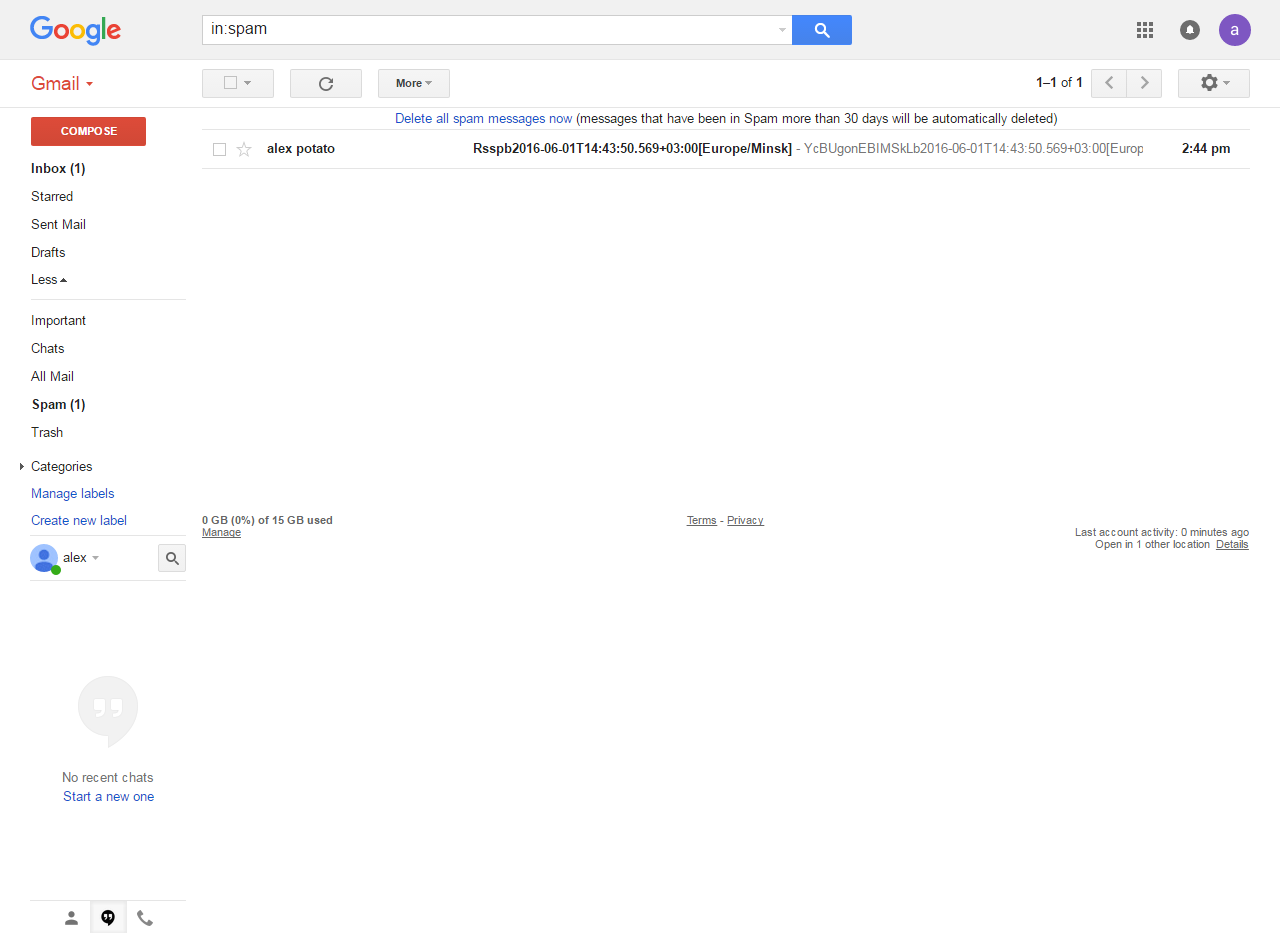 Google
in:spam
a
Gmail
More
1–1 of 1
COMPOSE
Delete all spam messages now (messages that have been in Spam more than 30 days will be automatically deleted)
alex potato Rsspb2016-06-01T14:43:50.569+03:00[Europe/Minsk] - YcBUgonEBIMSkLb2016-06-01T14:43:50.569+03:00[Europ 2:44 pm
Inbox (1)
Starred
Sent Mail
Drafts
Less
Important
Chats
All Mail
Spam (1)
Trash
Categories
Manage labels
Create new label
alex
0 GB (0%) of 15 GB used
Manage
Terms - Privacy
Last account activity: 0 minutes ago
Open in 1 other location Details
No recent chats
Start a new one